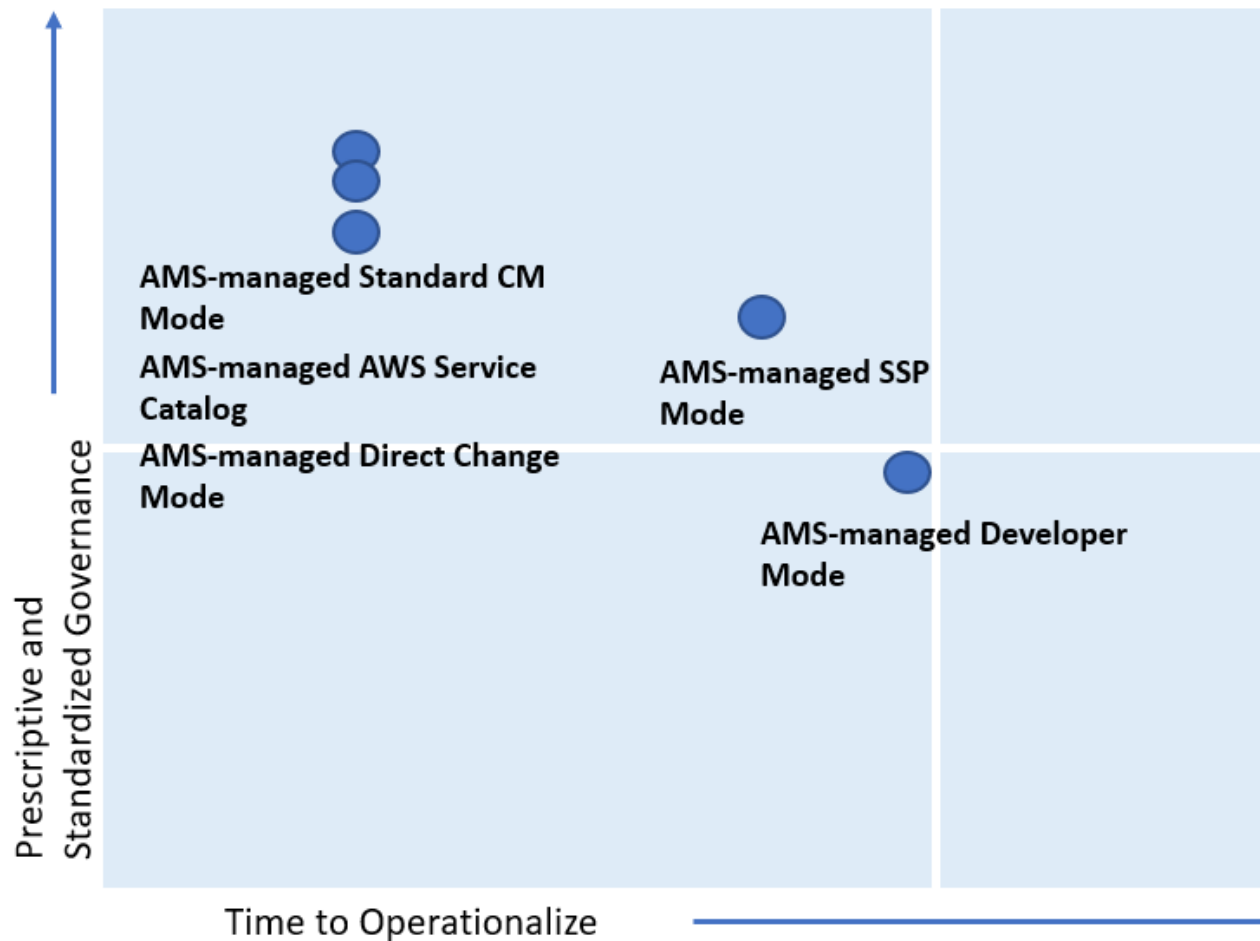 AMS-managed Standard CM
Mode
AMS-managed AWS Service
Catalog
AMS-managed Direct Change
Mode
AMS-managed SSP
Mode
AMS-managed Developer
Mode
Prescriptive and
Standardized Governance
Time to Operationalize